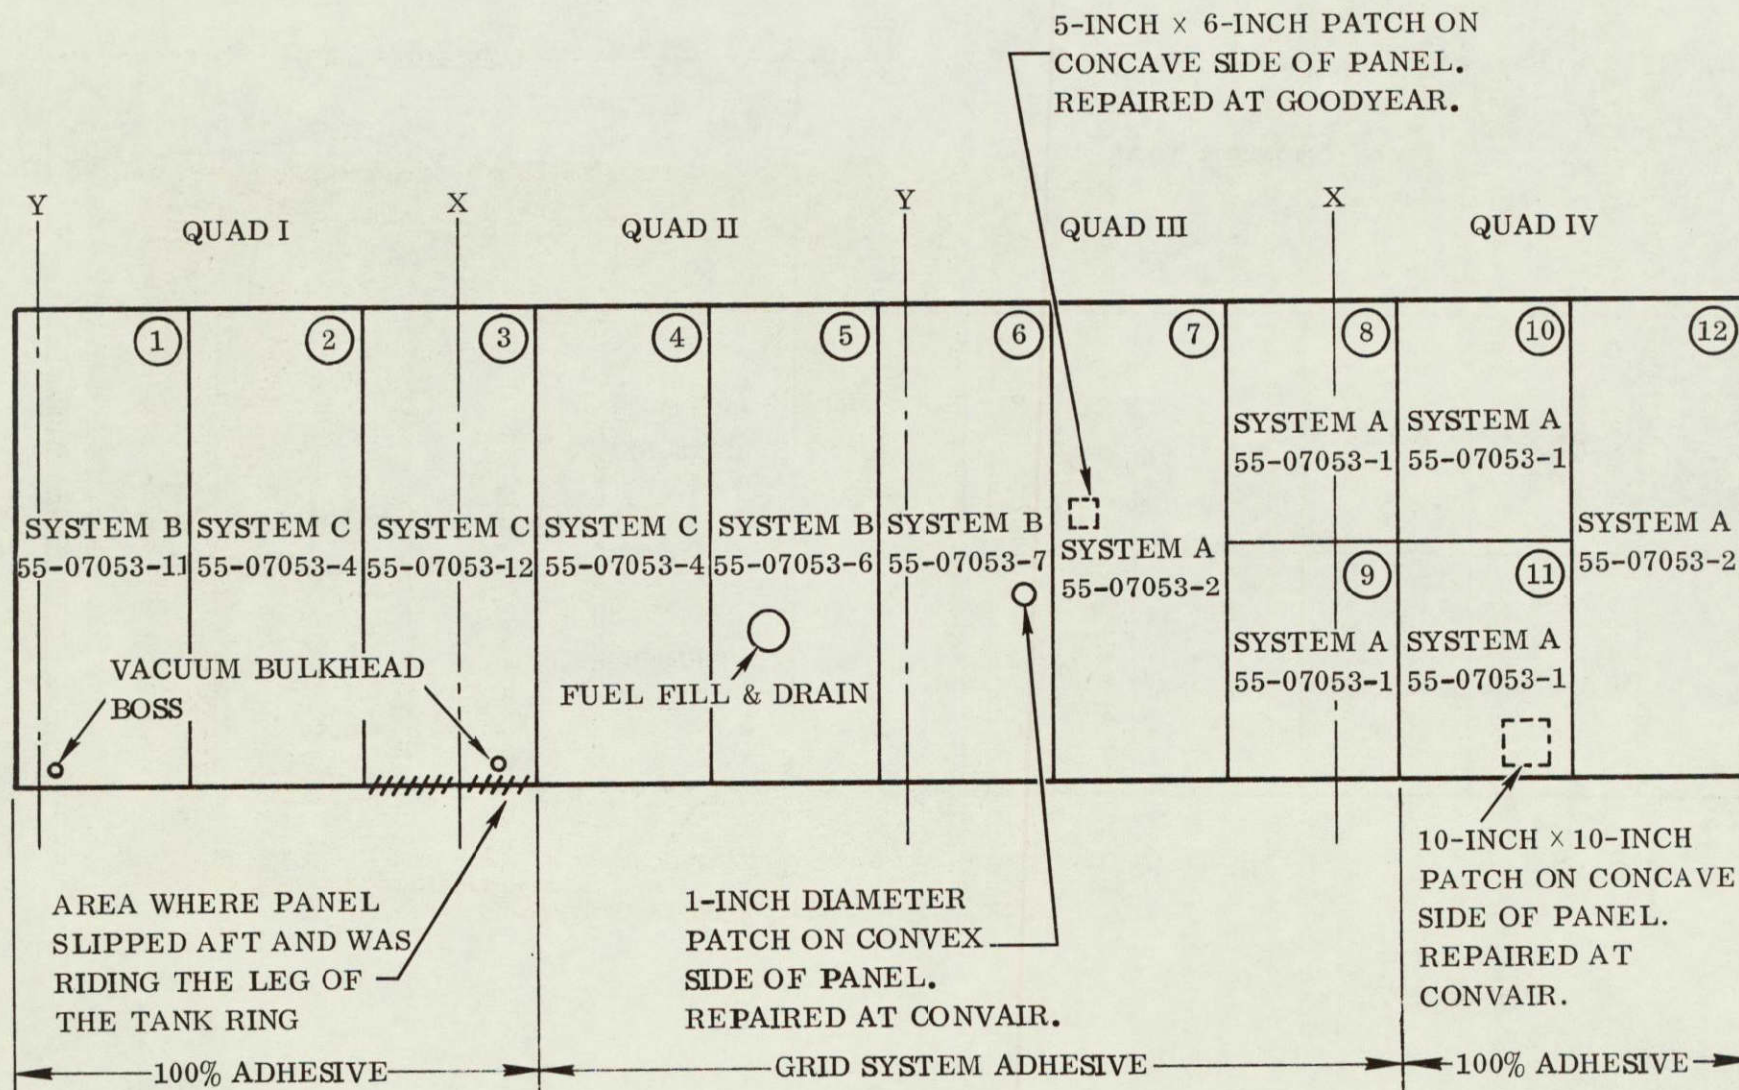 5-INCH × 6-INCH PATCH ON
CONCAVE SIDE OF PANEL.
REPAIRED AT GOODYEAR.
Y
QUAD I
X
QUAD II
Y
QUAD III
X
QUAD IV
1
2
3
4
5
6
7
8
10
12
SYSTEM A
55-07053-1
SYSTEM A
55-07053-1
SYSTEM B
55-07053-11
SYSTEM C
55-07053-4
SYSTEM C
55-07053-12
SYSTEM C
55-07053-4
SYSTEM B
55-07053-6
SYSTEM B
55-07053-7
SYSTEM A
55-07053-2
SYSTEM A
55-07053-2
9
11
SYSTEM A
55-07053-1
SYSTEM A
55-07053-1
VACUUM BULKHEAD
BOSS
FUEL FILL & DRAIN
AREA WHERE PANEL
SLIPPED AFT AND WAS
RIDING THE LEG OF
THE TANK RING
1-INCH DIAMETER
PATCH ON CONVEX
SIDE OF PANEL.
REPAIRED AT CONVAIR.
10-INCH × 10-INCH
PATCH ON CONCAVE
SIDE OF PANEL.
REPAIRED AT
CONVAIR.
100% ADHESIVE
GRID SYSTEM ADHESIVE
100% ADHESIVE